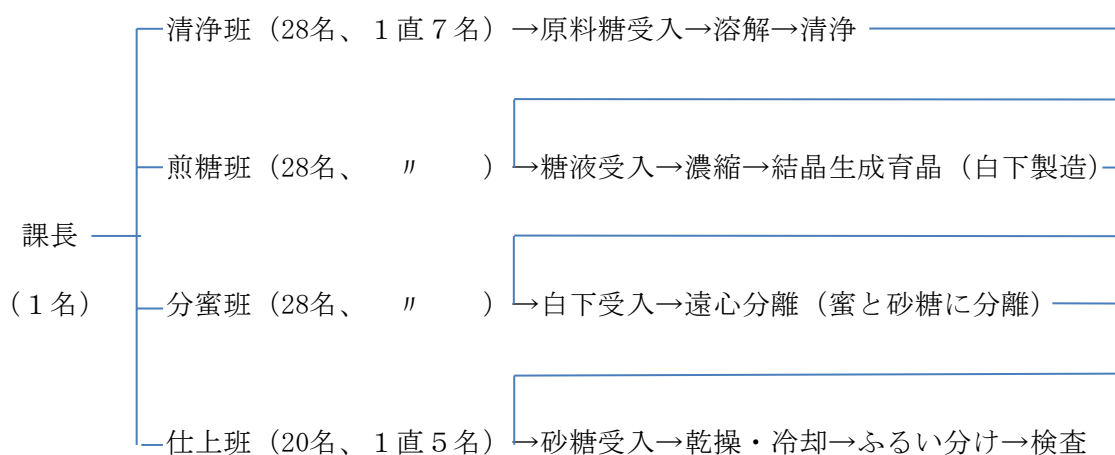 清浄班（28名、１直７名）→原料糖受入→溶解→清浄
煎糖班（28名、　〃　）→糖液受入→濃縮→結晶生成育晶（白下製造）
課長
（１名）
分蜜班（28名、　〃　）→白下受入→遠心分離（蜜と砂糖に分離）
仕上班（20名、１直５名）→砂糖受入→乾操・冷却→ふるい分け→検査